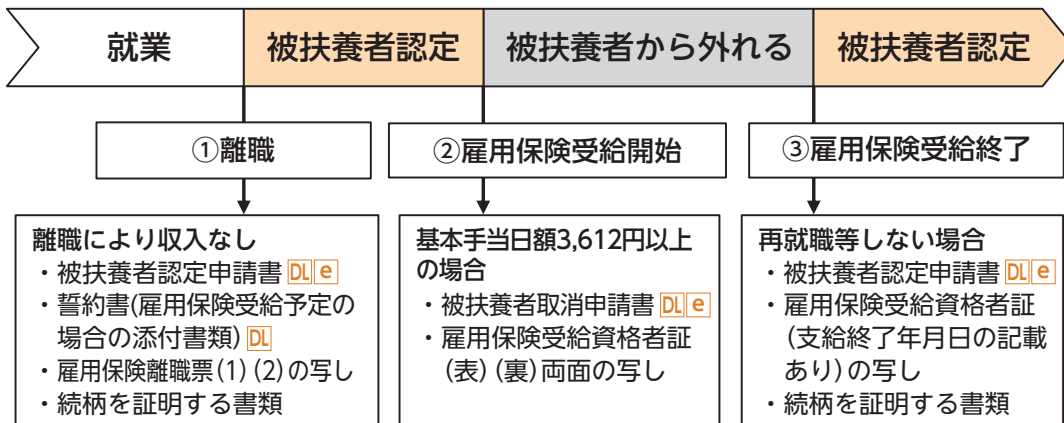 就業
被扶養者認定
被扶養者から外れる
被扶養者認定
①離職
②雇用保険受給開始
③雇用保険受給終了
離職により収入なし
・被扶養者認定申請書 DL e
・誓約書(雇用保険受給予定の
場合の添付書類) DL
・雇用保険離職票(1)(2)の写し
・続柄を証明する書類
基本手当日額3,612円以上
の場合
・被扶養者取消申請書 DL e
・雇用保険受給資格者証
(表)(裏)両面の写し
再就職等しない場合
・被扶養者認定申請書 DL e
・雇用保険受給資格者証
(支給終了年月日の記載
あり)の写し
・続柄を証明する書類